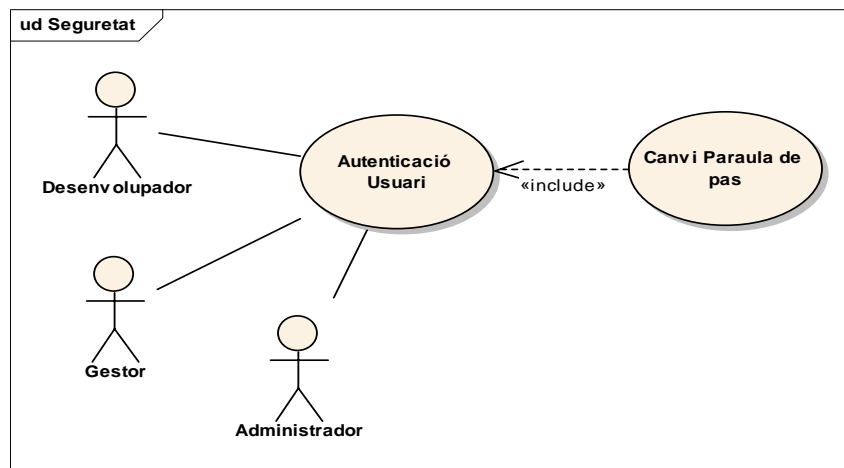 ud Seguretat
Desenvolupador
Autenticació
Usuari
«include»
Canvi Paraula de
pas
Gestor
Administrador